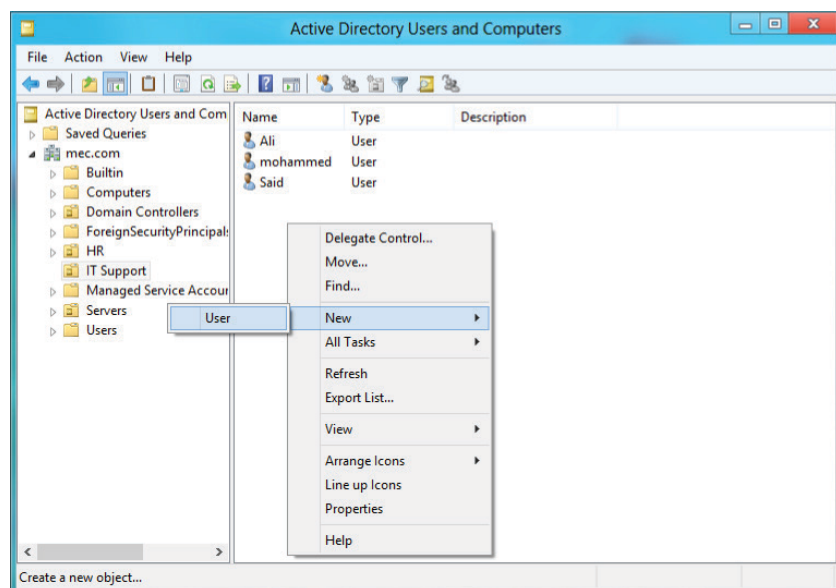 Active Directory Users and Computers
File Action View Help
Active Directory Users and Com
Saved Queries
mec.com
Builtin
Computers
Domain Controllers
ForeignSecurityPrincipal:
HR
IT Support
Managed Service Accour
Servers
Users
Name Type Description
Ali User
mohammed User
Said User
Delegate Control...
Move...
Find...
New
User
All Tasks
Refresh
Export List...
View
Arrange Icons
Line up Icons
Properties
Help
Create a new object...